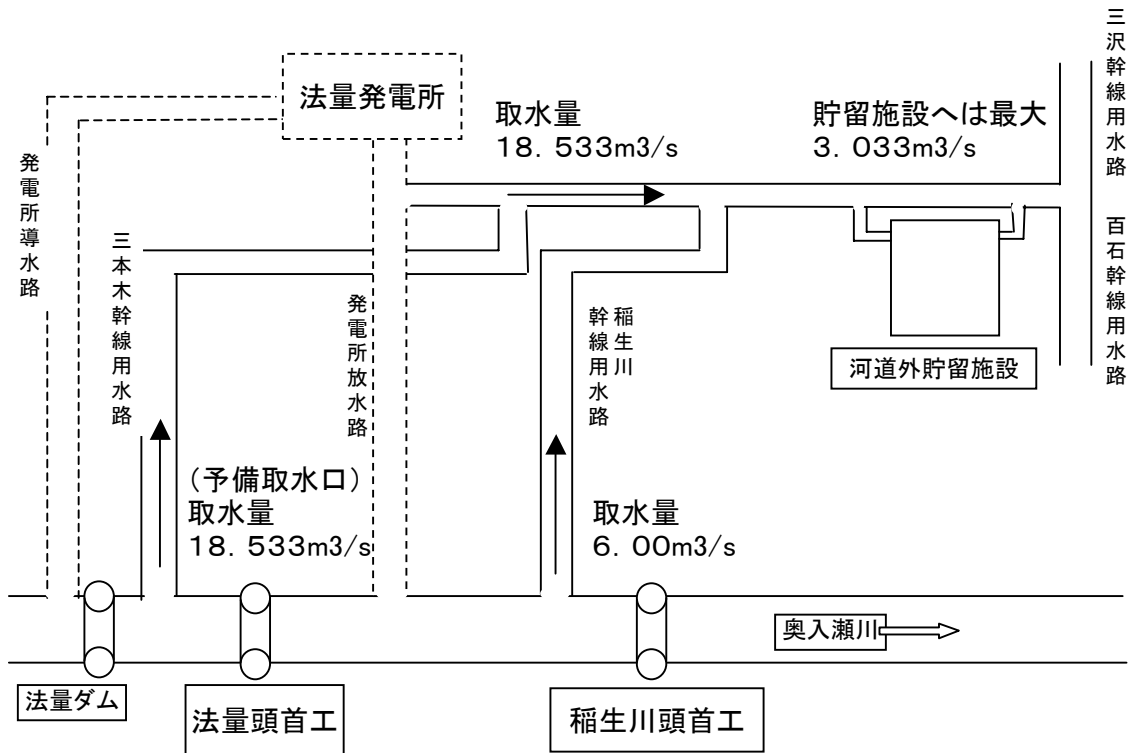 法量発電所
取水量
18．533m3/s
貯留施設へは最大
3．033m3/s
三沢幹線用水路
百石幹線用水路
発電所導水路
三本木幹線用水路
発電所放水路
稲生川
幹線用水路
河道外貯留施設
（予備取水口）
取水量
18．533m3/s
取水量
6．00m3/s
奥入瀬川
法量ダム
法量頭首工
稲生川頭首工